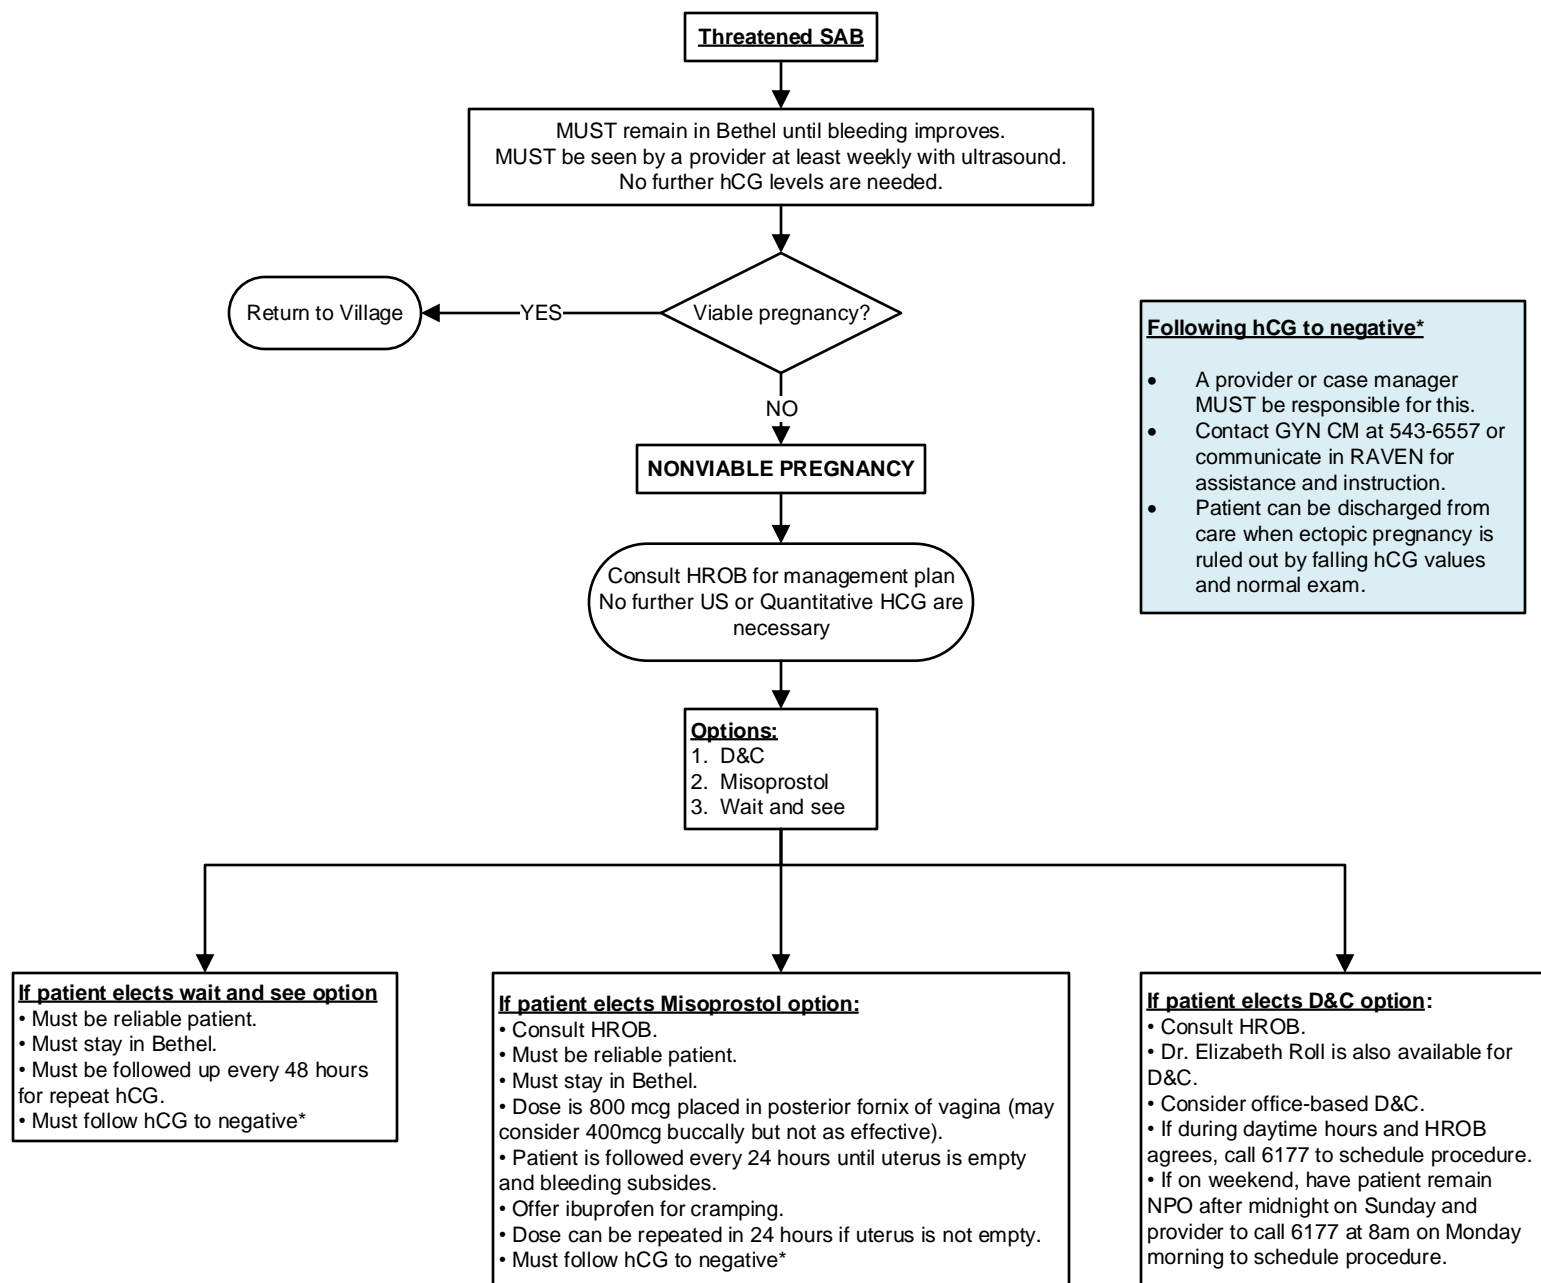 Threatened SAB
MUST remain in Bethel until bleeding improves.
MUST be seen by a provider at least weekly with ultrasound.
No further hCG levels are needed.
Viable pregnancy?
YES
Return to Village
NO
Following hCG to negative*
• A provider or case manager
MUST be responsible for this.
• Contact GYN CM at 543-6557 or
communicate in RAVEN for
assistance and instruction.
• Patient can be discharged from
care when ectopic pregnancy is
ruled out by falling hCG values
and normal exam.
NONVIABLE PREGNANCY
Consult HROB for management plan
No further US or Quantitative HCG are
necessary
Options:
1. D&C
2. Misoprostol
3. Wait and see
If patient elects wait and see option
• Must be reliable patient.
• Must stay in Bethel.
• Must be followed up every 48 hours
for repeat hCG.
• Must follow hCG to negative*
If patient elects Misoprostol option:
• Consult HROB.
• Must be reliable patient.
• Must stay in Bethel.
• Dose is 800 mcg placed in posterior fornix of vagina (may
consider 400mcg buccally but not as effective).
• Patient is followed every 24 hours until uterus is empty
and bleeding subsides.
• Offer ibuprofen for cramping.
• Dose can be repeated in 24 hours if uterus is not empty.
• Must follow hCG to negative*
If patient elects D&C option:
• Consult HROB.
• Dr. Elizabeth Roll is also available for
D&C.
• Consider office-based D&C.
• If during daytime hours and HROB
agrees, call 6177 to schedule procedure.
• If on weekend, have patient remain
NPO after midnight on Sunday and
provider to call 6177 at 8am on Monday
morning to schedule procedure.